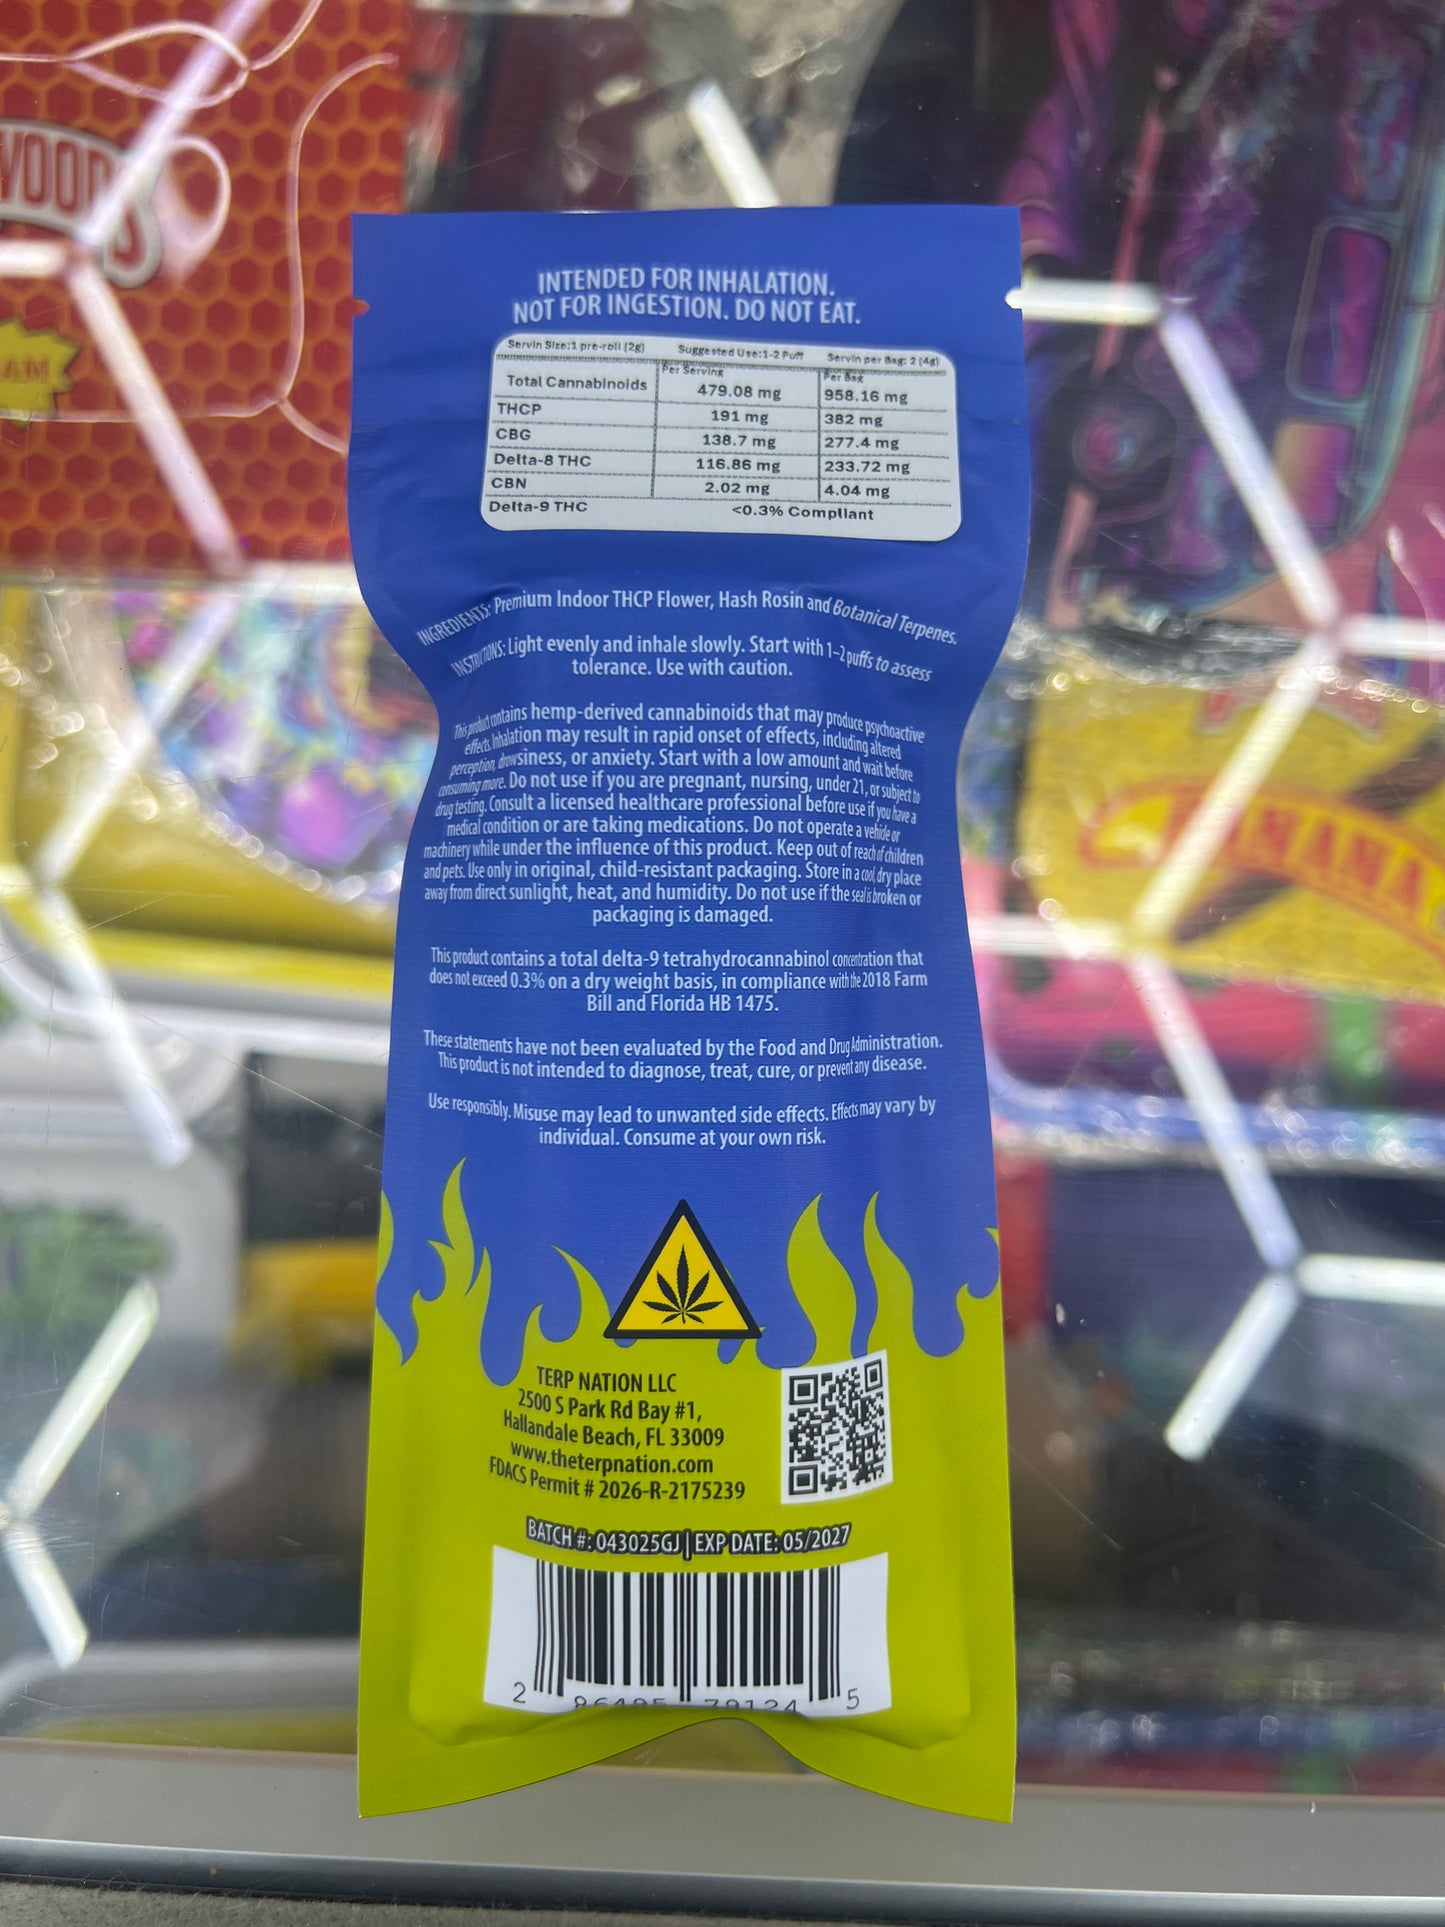 INTENDED FOR INHALATION.
NOT FOR INGESTION. DO NOT EAT.
Servin Size:1 pre-roll (2g) Suggested Use:1-2 Puff Servin per Bag: 2 (4g)
Per Serving Per Bag
Total Cannabinoids 479.08 mg 958.16 mg
THCP 191 mg 382 mg
CBG 138.7 mg 277.4 mg
Delta-8 THC 116.86 mg 233.72 mg
CBN 2.02 mg 4.04 mg
Delta-9 THC <0.3% Compliant
INGREDIENTS: Premium Indoor THCP Flower, Hash Rosin and Botanical Terpenes.
INSTRUCTIONS: Light evenly and inhale slowly. Start with 1-2 puffs to assess
tolerance. Use with caution.
This product contains hemp-derived cannabinoids that may produce psychoactive
effects. Inhalation may result in rapid onset of effects, including altered
perception, drowsiness, or anxiety. Start with a low amount and wait before
consuming more. Do not use if you are pregnant, nursing, under 21, or subject to
drug testing. Consult a licensed healthcare professional before use if you have a
medical condition or are taking medications. Do not operate a vehicle or
machinery while under the influence of this product. Keep out of reach of children
and pets. Use only in original, child-resistant packaging. Store in a cool, dry place
away from direct sunlight, heat, and humidity. Do not use if the seal is broken or
packaging is damaged.
This product contains a total delta-9 tetrahydrocannabinol concentration that
does not exceed 0.3% on a dry weight basis, in compliance with the 2018 Farm
Bill and Florida HB 1475.
These statements have not been evaluated by the Food and Drug Administration.
This product is not intended to diagnose, treat, cure, or prevent any disease.
Use responsibly. Misuse may lead to unwanted side effects. Effects may vary by
individual. Consume at your own risk.
TERP NATION LLC
2500 S Park Rd Bay #1,
Hallandale Beach, FL 33009
www.theterpnation.com
FDACS Permit # 2026-R-2175239
BATCH #: 043025GJ | EXP DATE: 05/2027
2 86495 79124 5